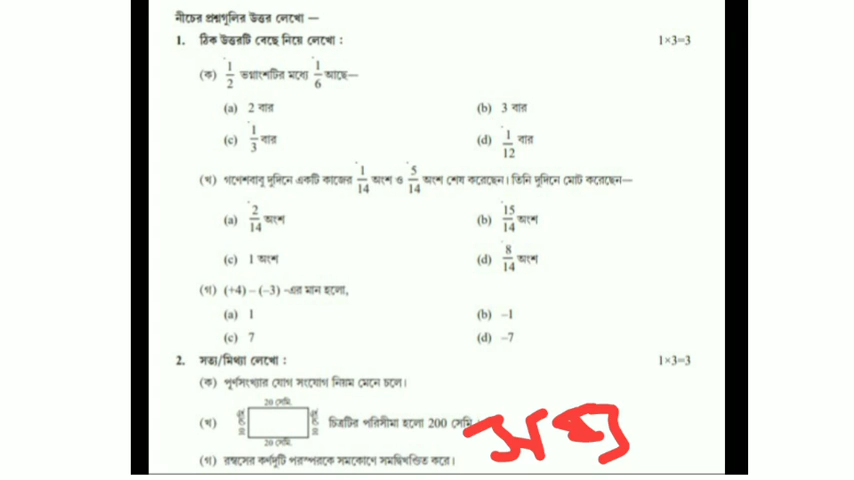 নীচের প্রশ্নগুলির উত্তর লেখো —
1. ঠিক উত্তরটি বেছে নিয়ে লেখো : 1×3=3
(ক) 1/2 ভগ্নাংশটির মধ্যে 1/6 আছে—
(a) 2 বার (b) 3 বার
(c) 1/3 বার (d) 1/12 বার
(খ) গণেশবাবু দুদিনে একটি কাজের 1/14 অংশ ও 5/14 অংশ শেষ করেছেন। তিনি দুদিনে মোট করেছেন—
(a) 2/14 অংশ (b) 15/14 অংশ
(c) 1 অংশ (d) 8/14 অংশ
(গ) (+4) – (–3) -এর মান হলো,
(a) 1 (b) –1
(c) 7 (d) –7
2. সত্য/মিথ্যা লেখো : 1×3=3
(ক) পূর্ণসংখ্যার যোগ সংযোগ নিয়ম মেনে চলে।
20 সেমি.
(খ) 10 সেমি. 10 সেমি. চিত্রটির পরিসীমা হলো 200 সেমি. সত্য
20 সেমি.
(গ) রম্বসের কর্ণদুটি পরস্পরকে সমকোণে সমদ্বিখণ্ডিত করে।